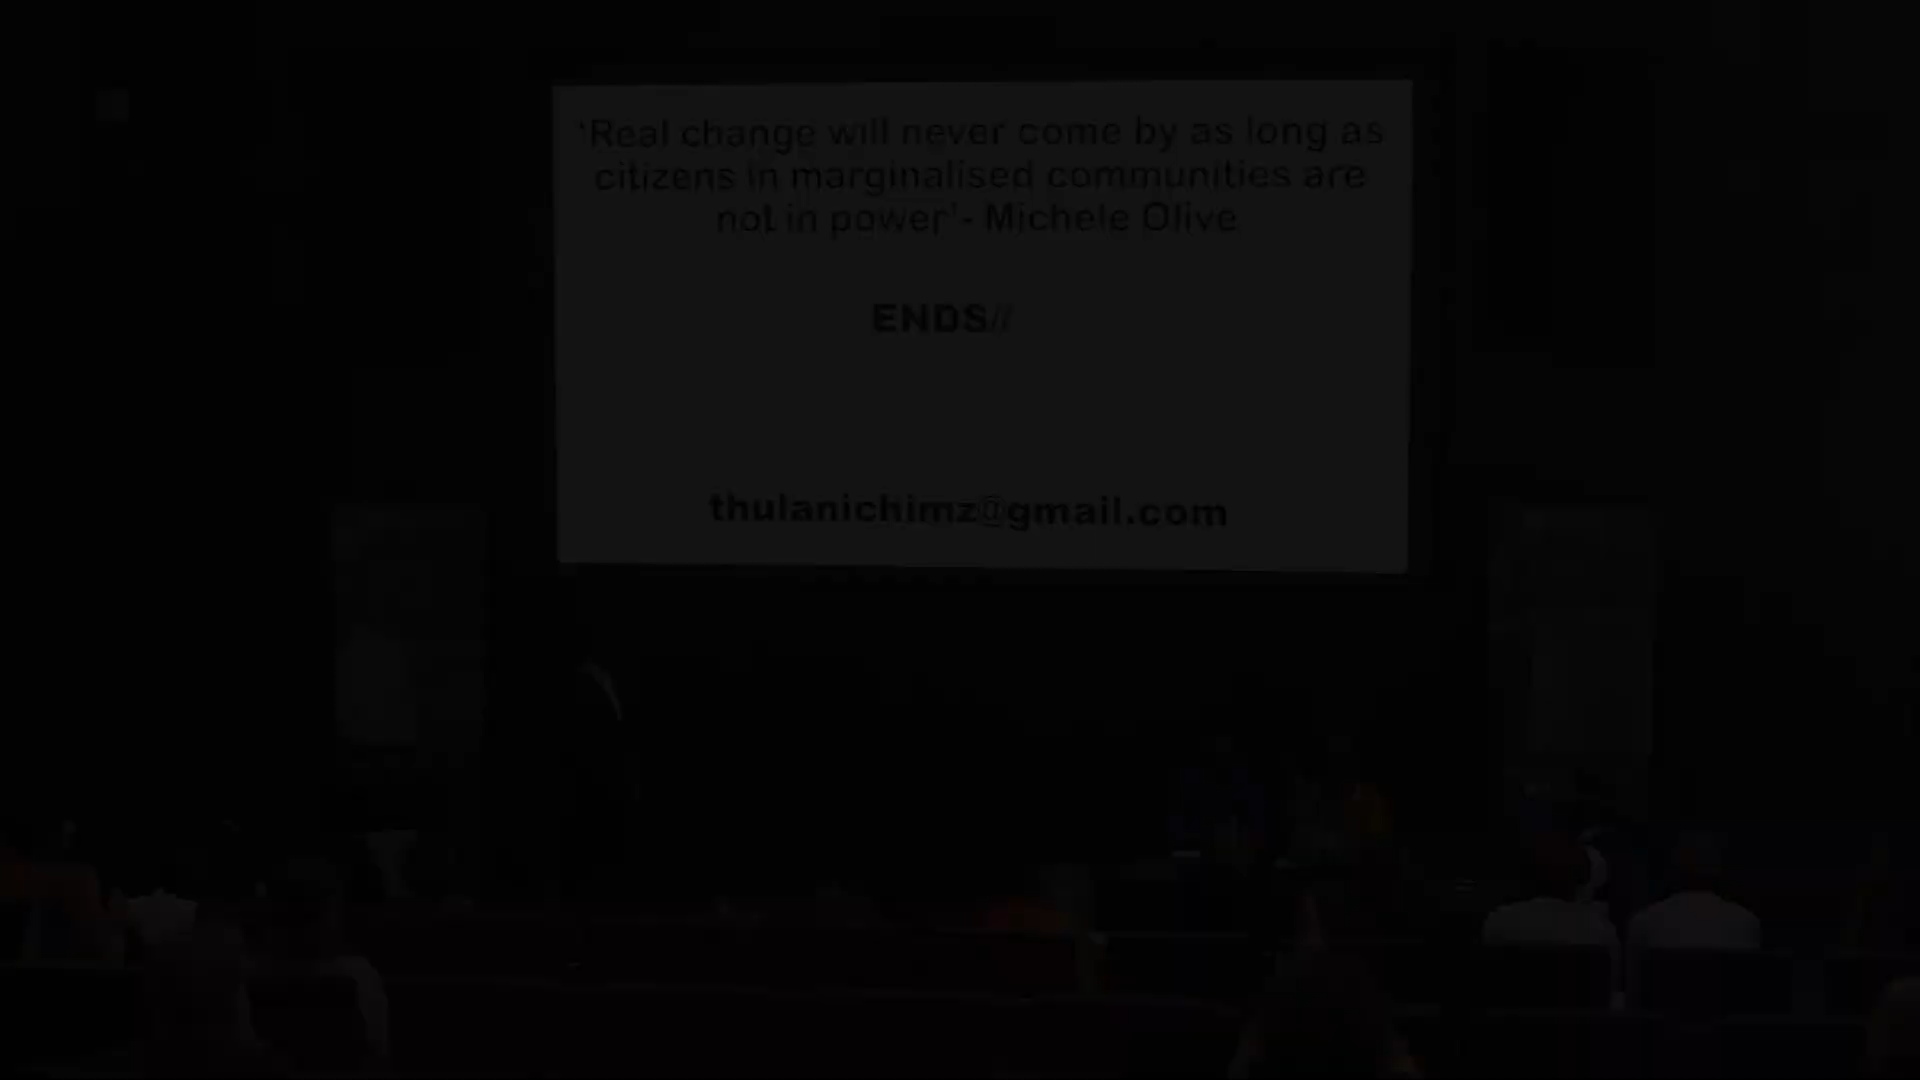 'Real change will never come by as long as
citizens in marginalised communities are
not in power'- Michele Olive
ENDS//
thulanichimz@gmail.com